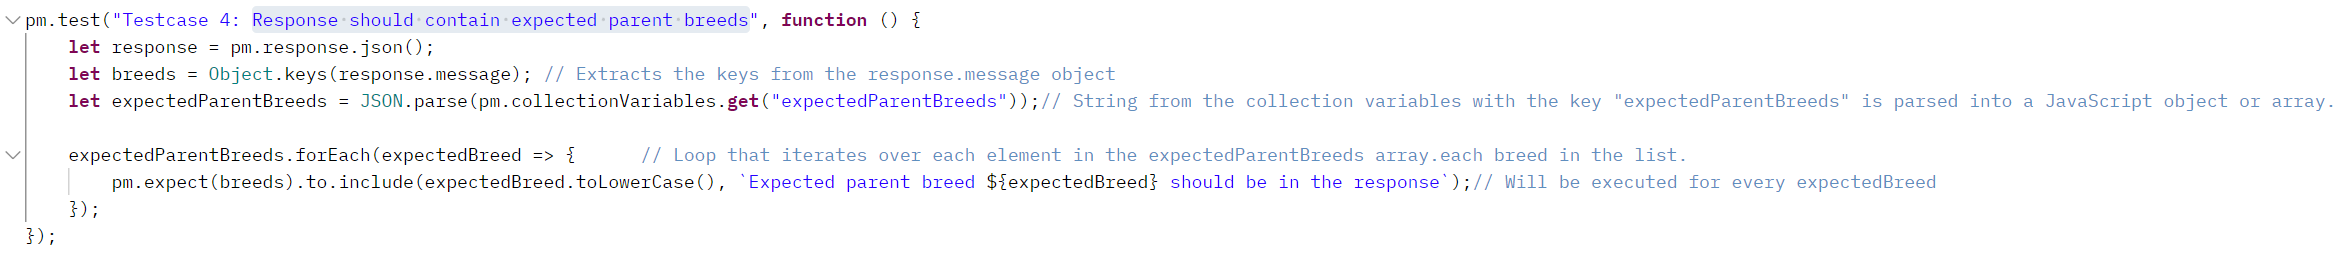 pm.test("Testcase 4: Response should contain expected parent breeds", function () {
let response = pm.response.json();
let breeds = Object.keys(response.message); // Extracts the keys from the response.message object
let expectedParentBreeds = JSON.parse(pm.collectionVariables.get("expectedParentBreeds"));// String from the collection variables with the key "expectedParentBreeds" is parsed into a JavaScript object or array.
expectedParentBreeds.forEach(expectedBreed => { // Loop that iterates over each element in the expectedParentBreeds array.each breed in the list.
pm.expect(breeds).to.include(expectedBreed.toLowerCase(), `Expected parent breed ${expectedBreed} should be in the response`);// Will be executed for every expectedBreed
});
});